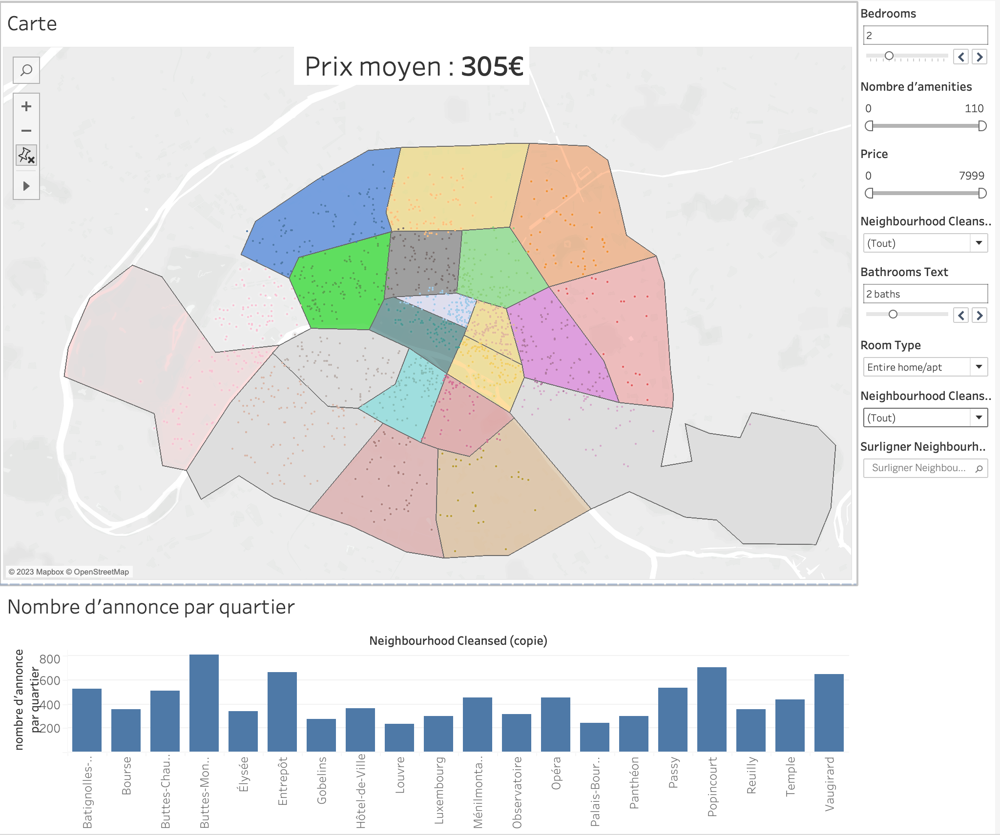 Carte
Prix moyen : 305€
© 2023 Mapbox © OpenStreetMap
Bedrooms
2
Nombre d'amenities
0 110
Price
0 7999
Neighbourhood Cleans..
(Tout)
Bathrooms Text
2 baths
Room Type
Entire home/apt
Neighbourhood Cleans..
(Tout)
Surligner Neighbourh..
Surligner Neighbou...
Nombre d'annonce par quartier
Neighbourhood Cleansed (copie)
nombre d'annonce
par quartier
800
600
400
200
Batignolles-..
Bourse
Buttes-Chau..
Buttes-Mon..
Élysée
Entrepôt
Gobelins
Hôtel-de-Ville
Louvre
Luxembourg
Ménilmonta..
Observatoire
Opéra
Palais-Bour..
Panthéon
Passy
Popincourt
Reuilly
Temple
Vaugirard